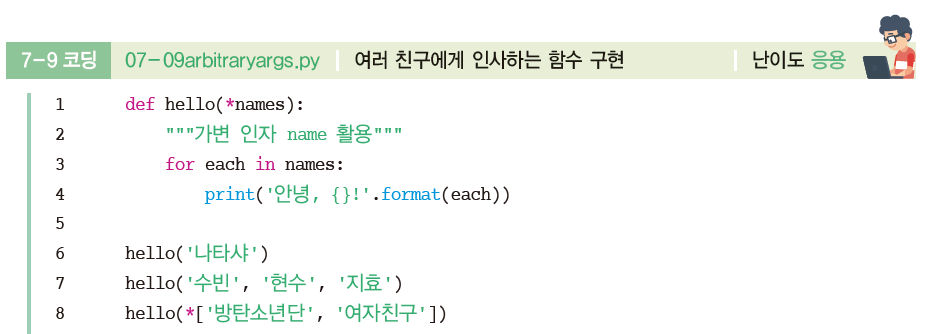 7-9 코딩 07-09arbitraryargs.py 여러 친구에게 인사하는 함수 구현 난이도 응용
1 def hello(*names):
2     """가변 인자 name 활용"""
3     for each in names:
4         print('안녕, {}!'.format(each))
5
6 hello('나타샤')
7 hello('수빈', '현수', '지효')
8 hello(*['방탄소년단', '여자친구'])